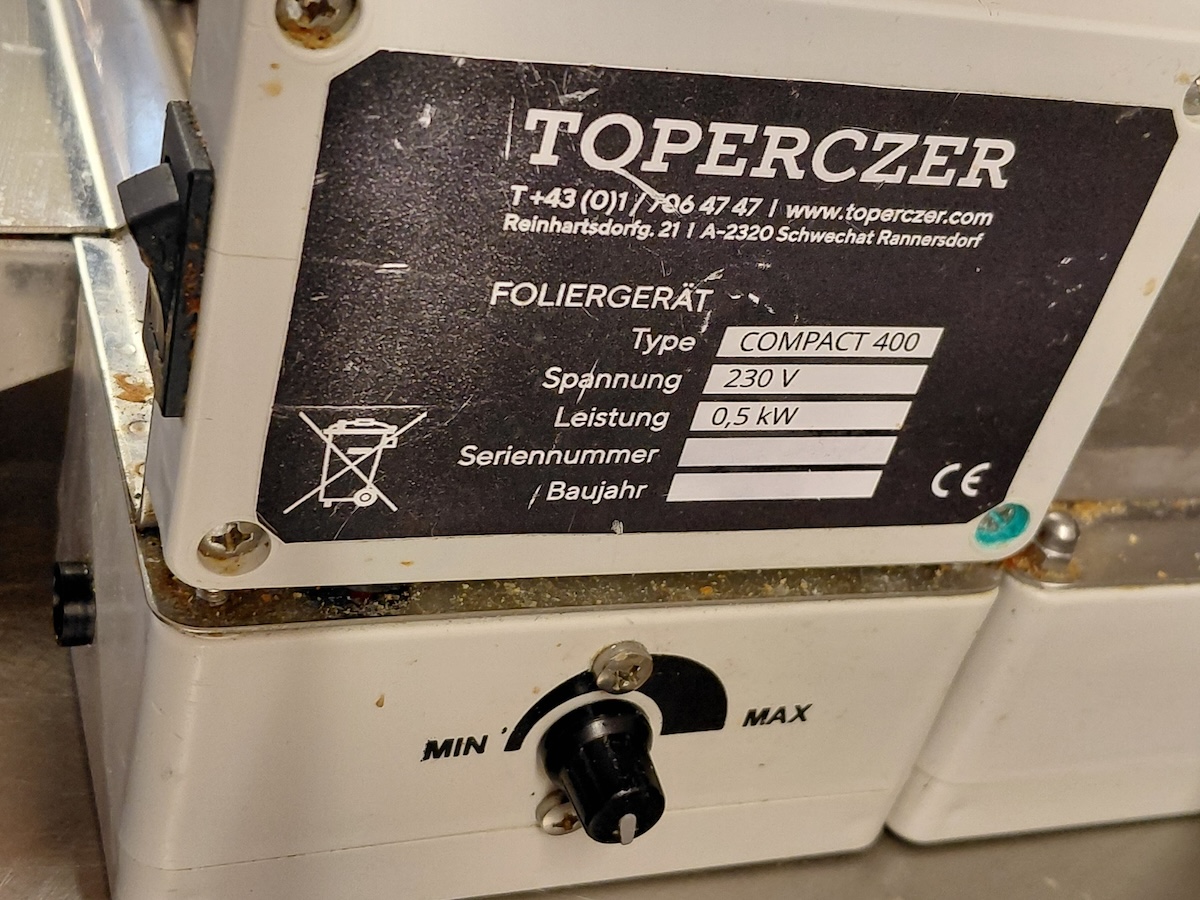 TOPERCZER
T +43 (0)1 / 706 47 47 | www.toperczer.com
Reinhartsdorfg. 21 | A-2320 Schwechat Rannersdorf
FOLIERGERÄT
Type COMPACT 400
Spannung 230 V
Leistung 0,5 kW
Seriennummer
Baujahr
CE
MIN MAX